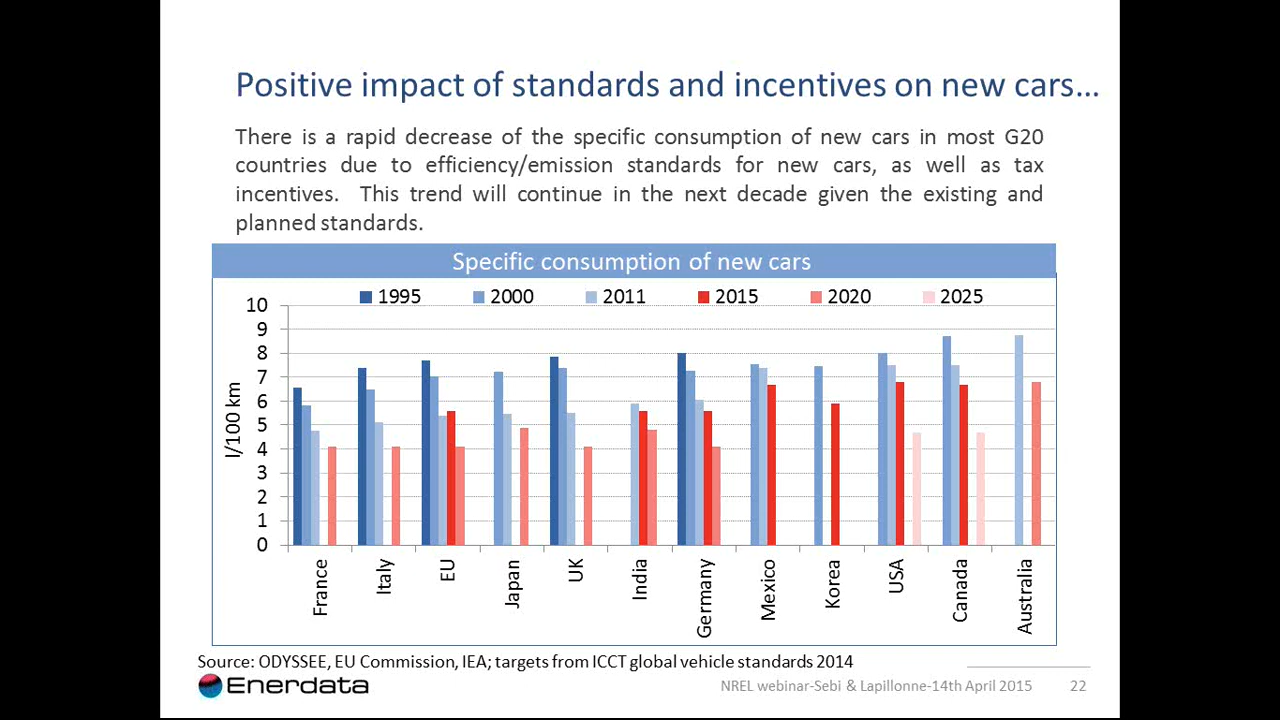 Positive impact of standards and incentives on new cars…
There is a rapid decrease of the specific consumption of new cars in most G20
countries due to efficiency/emission standards for new cars, as well as tax
incentives. This trend will continue in the next decade given the existing and
planned standards.
Specific consumption of new cars
1995 2000 2011 2015 2020 2025
10
9
8
7
6
5
4
3
2
1
0
l/100 km
France
Italy
EU
Japan
UK
India
Germany
Mexico
Korea
USA
Canada
Australia
Source: ODYSSEE, EU Commission, IEA; targets from ICCT global vehicle standards 2014
Enerdata
NREL webinar-Sebi & Lapillonne-14th April 2015 22